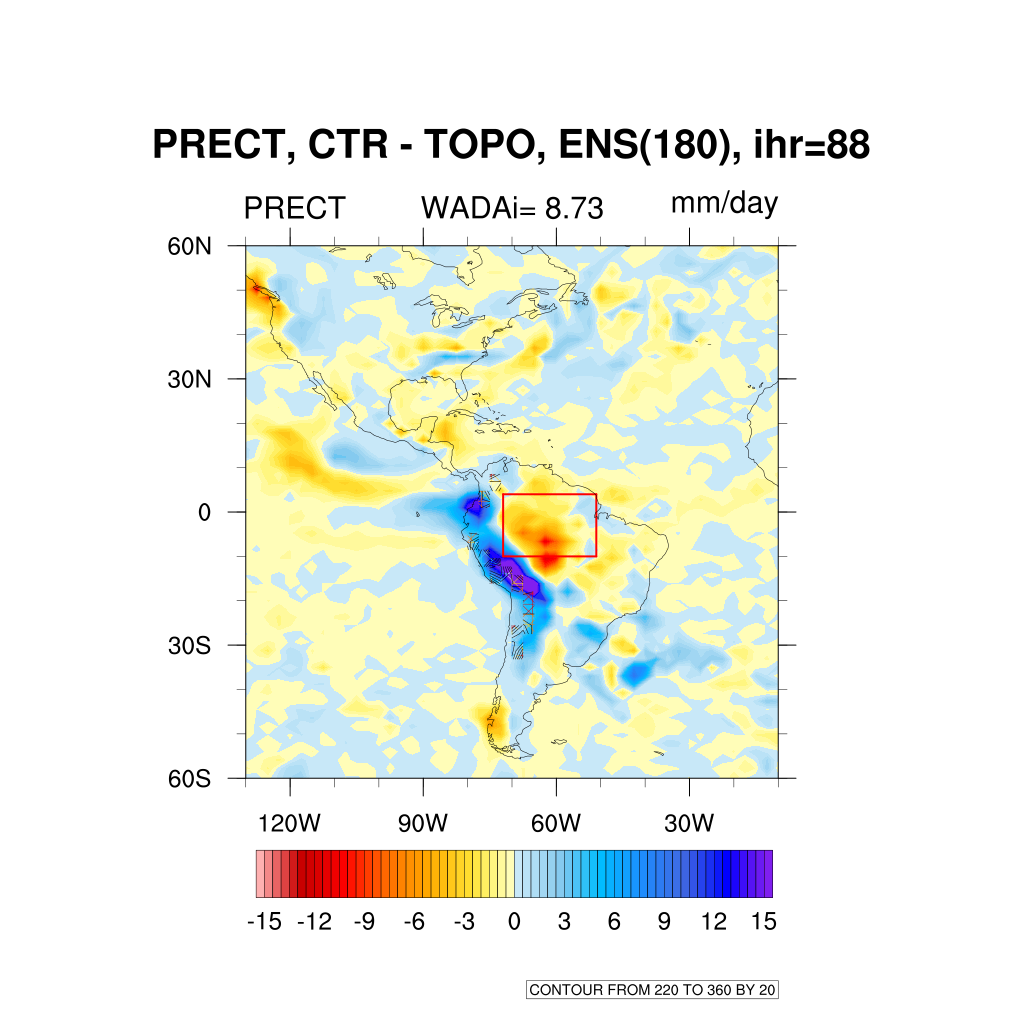 PRECT, CTR - TOPO, ENS(180), ihr=88
PRECT WADAi= 8.73 mm/day
60N
30N
0
30S
60S
120W 90W 60W 30W
-15 -12 -9 -6 -3 0 3 6 9 12 15
CONTOUR FROM 220 TO 360 BY 20